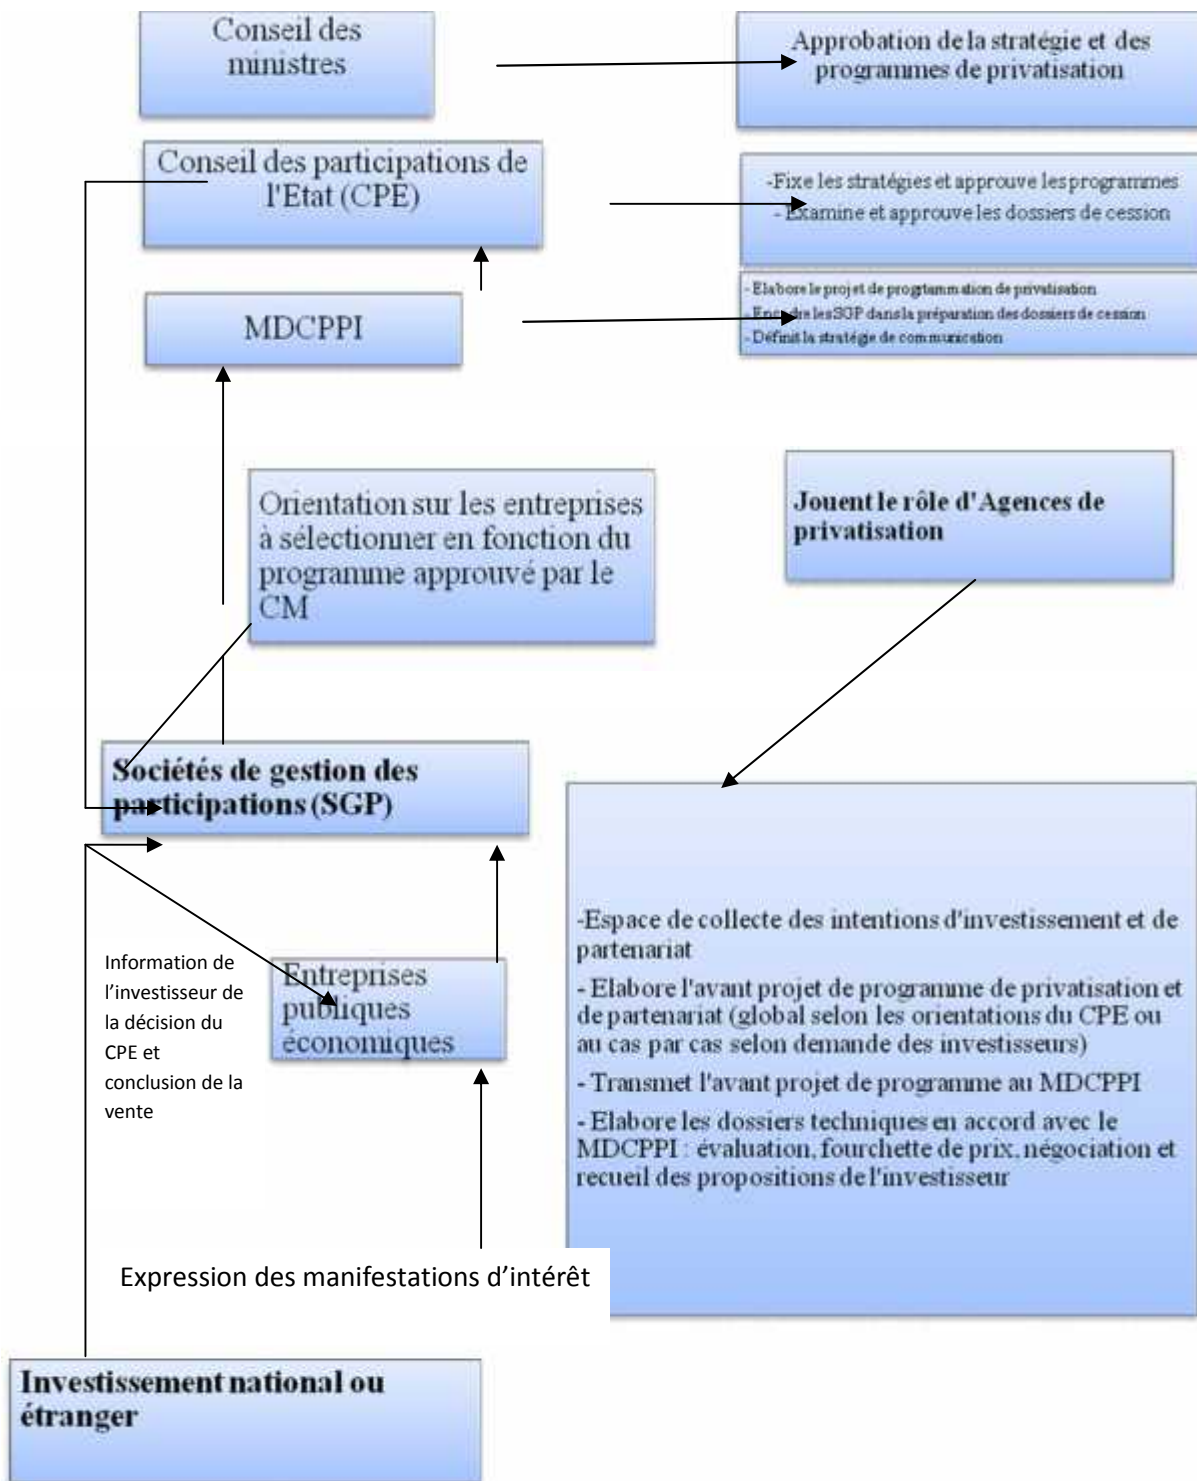 Conseil des
ministres
Approbation de la stratégie et des
programmes de privatisation
Conseil des participations de
l'Etat (CPE)
-Fixe les stratégies et approuve les programmes
- Examine et approuve les dossiers de cession
MDCPPI
- Elabore le projet de programmation de privatisation
- Encadre les SGP dans la préparation des dossiers de cession
- Définit la stratégie de communication
Orientation sur les entreprises
à sélectionner en fonction du
programme approuvé par le
CM
Jouent le rôle d'Agences de
privatisation
Sociétés de gestion des
participations (SGP)
Information de
l’investisseur de
la décision du
CPE et
conclusion de la
vente
Entreprises
publiques
économiques
-Espace de collecte des intentions d'investissement et de
partenariat
- Elabore l'avant projet de programme de privatisation et
de partenariat (global selon les orientations du CPE ou
au cas par cas selon demande des investisseurs)
- Transmet l'avant projet de programme au MDCPPI
- Elabore les dossiers techniques en accord avec le
MDCPPI : évaluation, fourchette de prix, négociation et
recueil des propositions de l'investisseur
Expression des manifestations d’intérêt
Investissement national ou
étranger